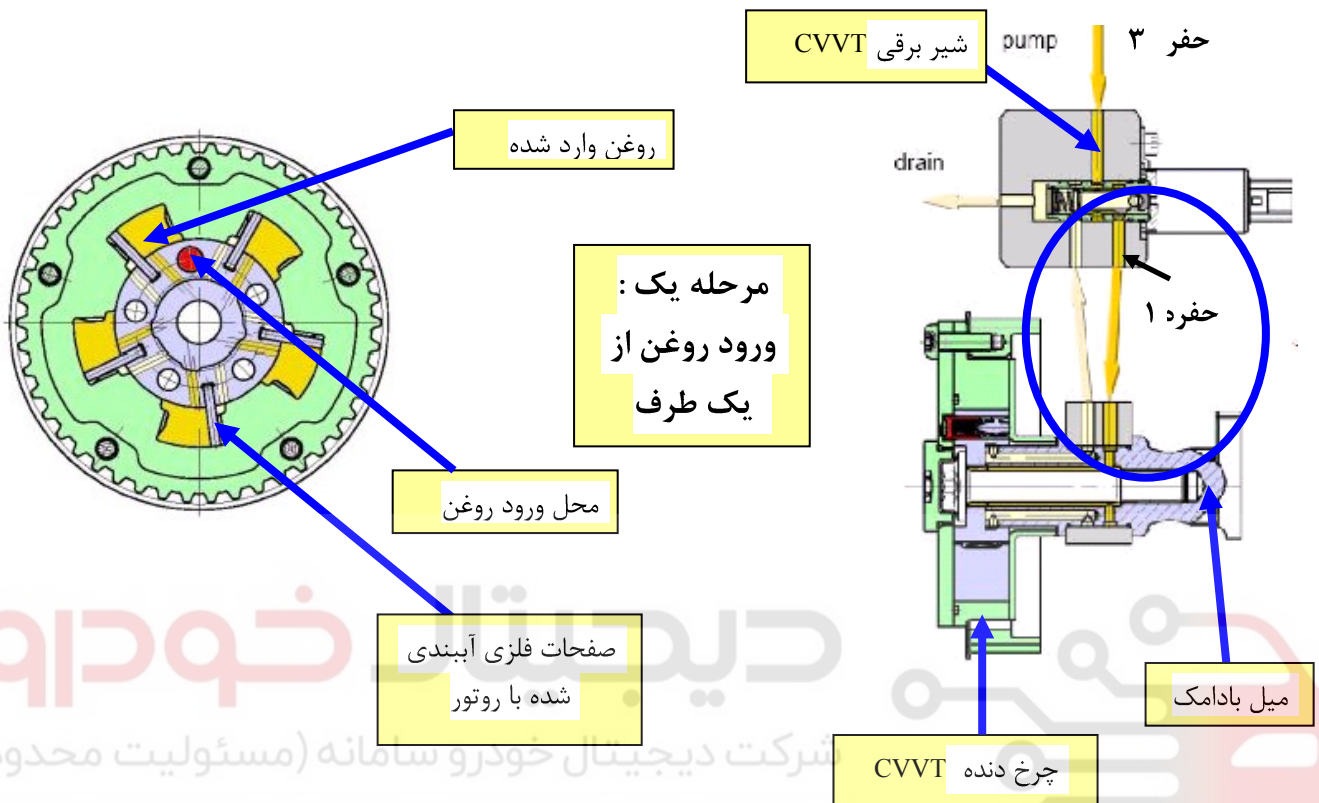 شیر برقی CVVT
pump
حفر ۳
روغن وارد شده
drain
مرحله یک :
ورود روغن از
یک طرف
حفره ۱
محل ورود روغن
صفحات فلزی آببندی
شده با روتور
میل بادامک
چرخ دنده CVVT
دیجیتال خودرو
شرکت دیجیتال خودرو سامانه (مسئولیت محدود